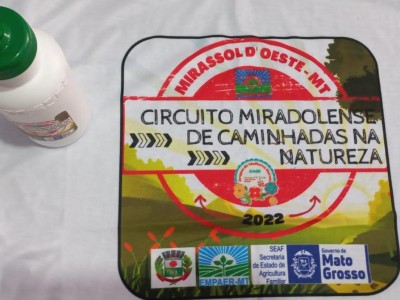 MIRASSOL D'OESTE-MT
CIRCUITO MIRADOLENSE
DE CAMINHADAS NA
NATUREZA
2022
EMPAER-MT
SEAF
Secretaria
de Estado de
Agricultura
Familiar
Governo de
Mato
Grosso